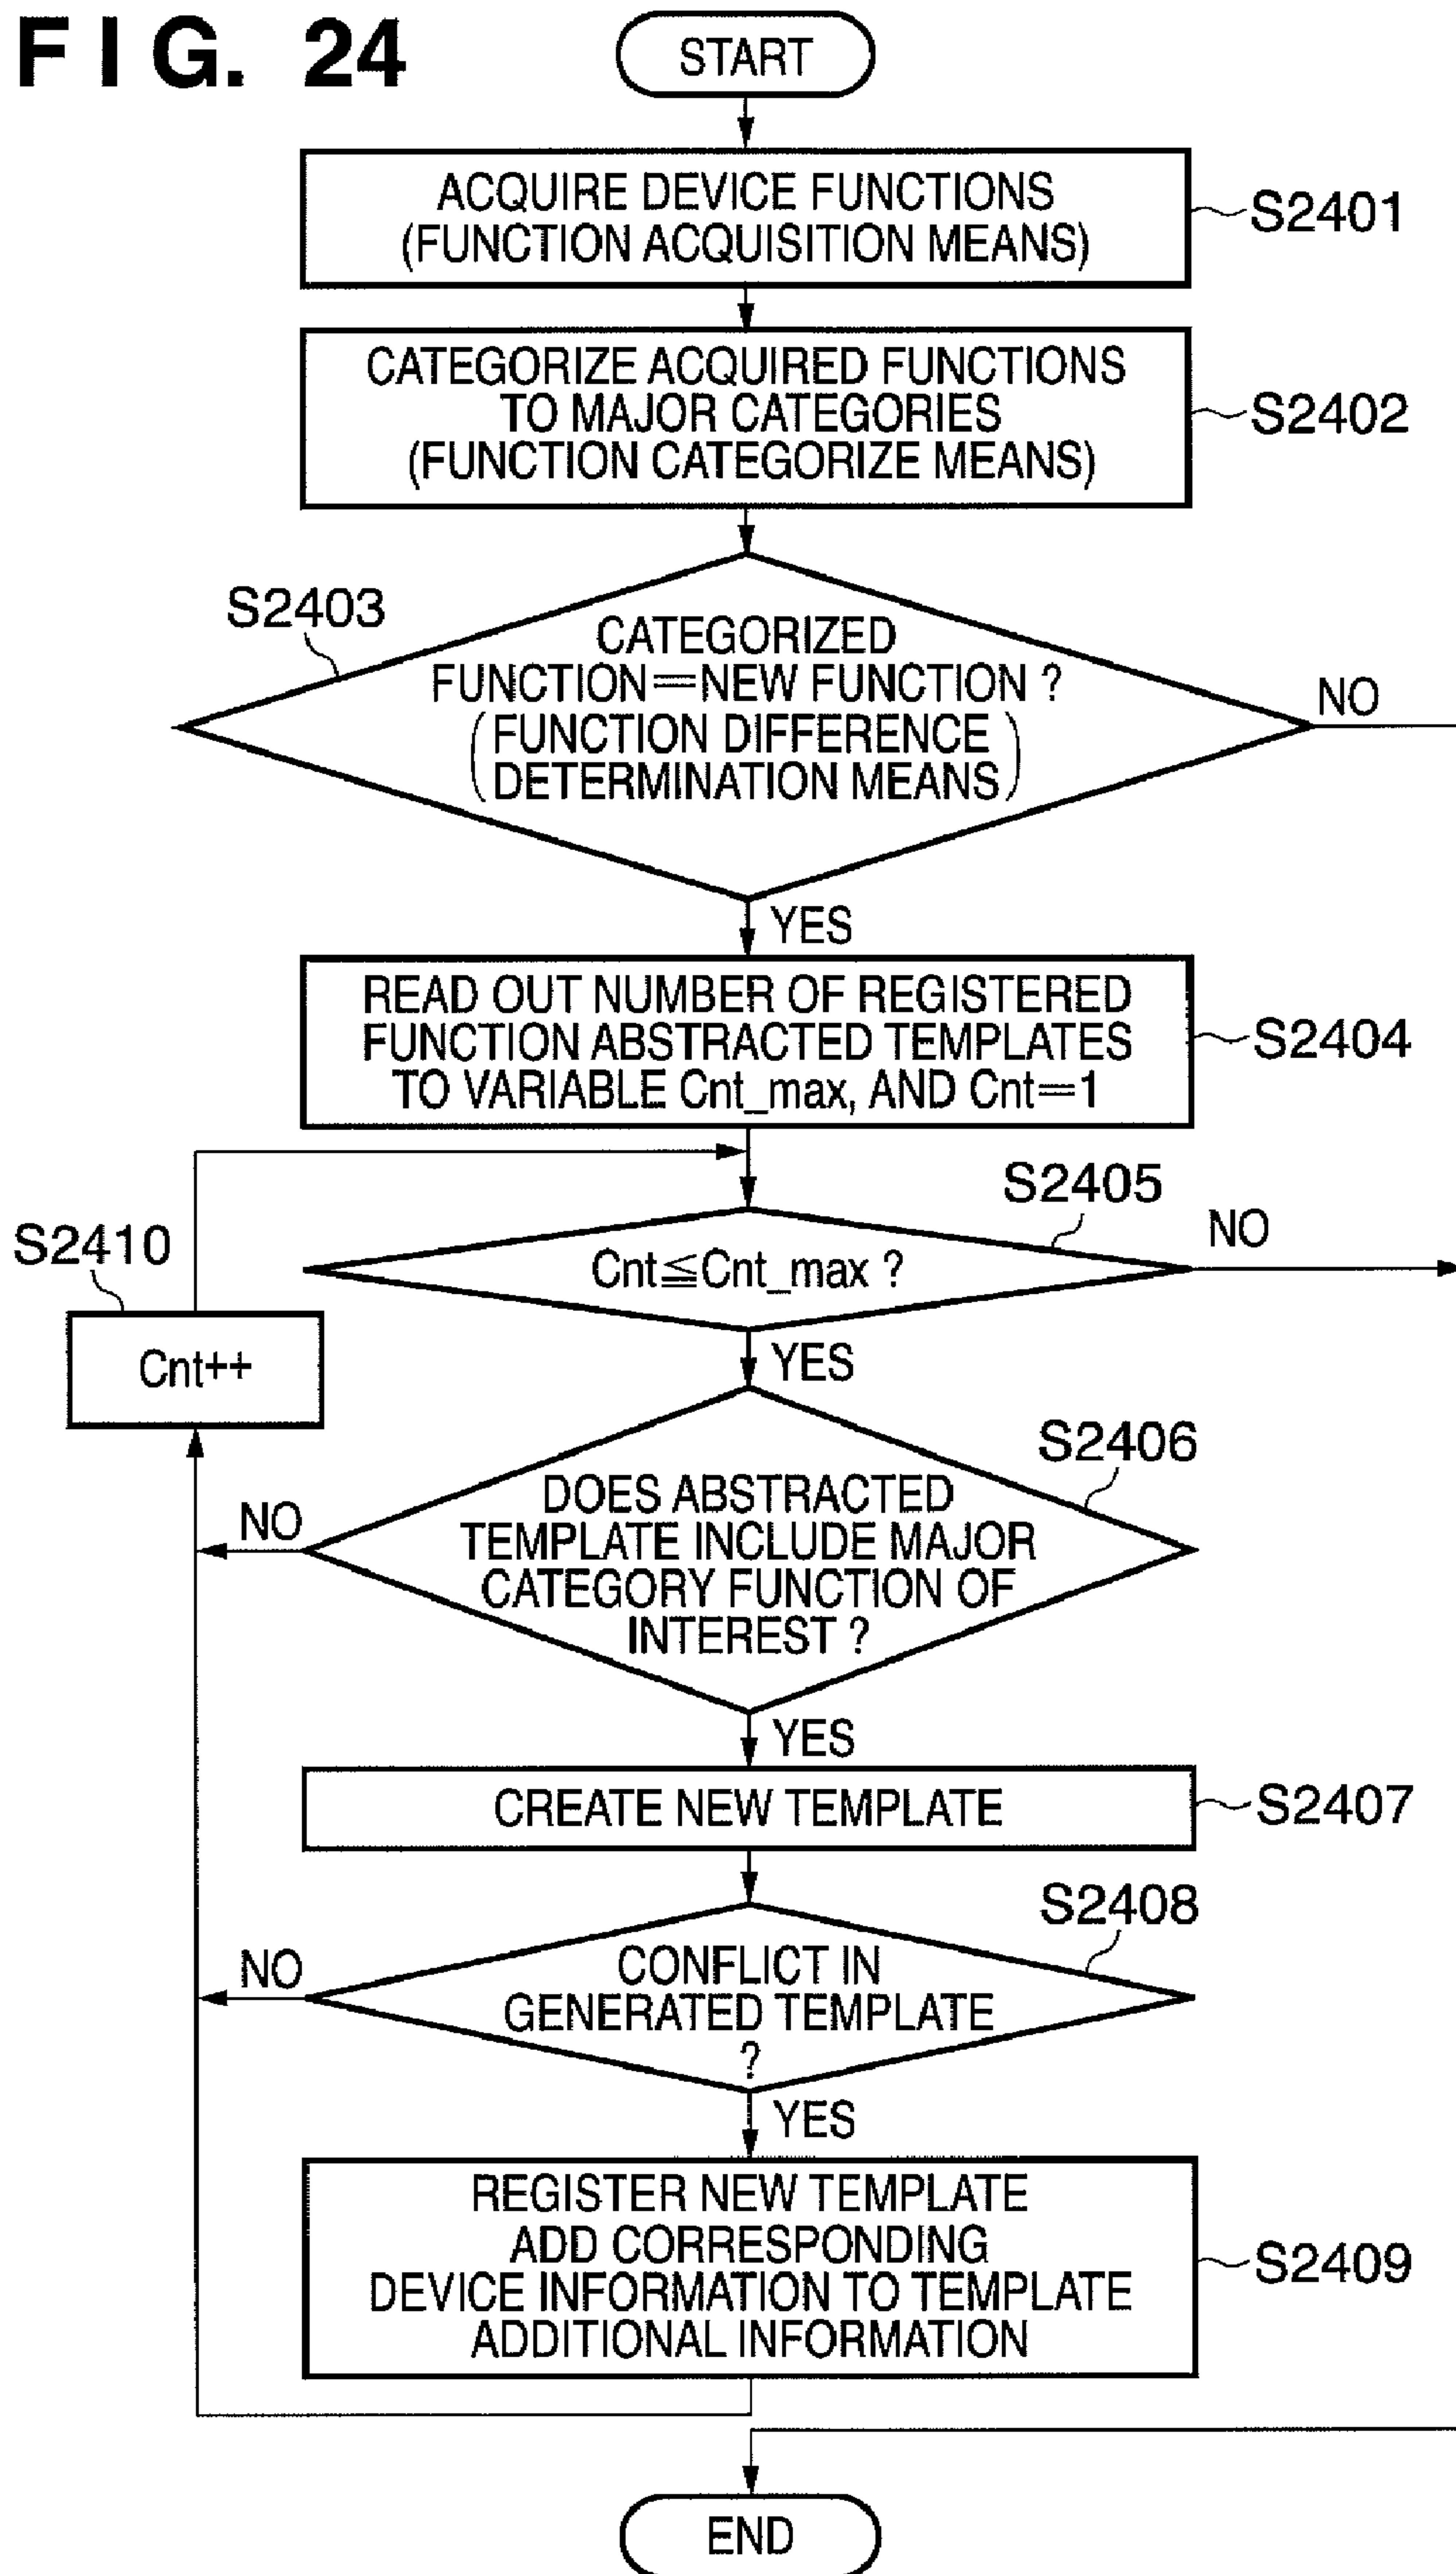 FIG. 24
START
ACQUIRE DEVICE FUNCTIONS
(FUNCTION ACQUISITION MEANS)
S2401
CATEGORIZE ACQUIRED FUNCTIONS
TO MAJOR CATEGORIES
(FUNCTION CATEGORIZE MEANS)
S2402
S2403
CATEGORIZED
FUNCTION=NEW FUNCTION ?
(FUNCTION DIFFERENCE
DETERMINATION MEANS)
NO
YES
READ OUT NUMBER OF REGISTERED
FUNCTION ABSTRACTED TEMPLATES
TO VARIABLE Cnt_max, AND Cnt=1
S2404
S2405
Cnt≦Cnt_max ?
NO
S2410
Cnt++
YES
S2406
DOES ABSTRACTED
TEMPLATE INCLUDE MAJOR
CATEGORY FUNCTION OF
INTEREST ?
NO
YES
CREATE NEW TEMPLATE
S2407
S2408
CONFLICT IN
GENERATED TEMPLATE
?
NO
YES
REGISTER NEW TEMPLATE
ADD CORRESPONDING
DEVICE INFORMATION TO TEMPLATE
ADDITIONAL INFORMATION
S2409
END